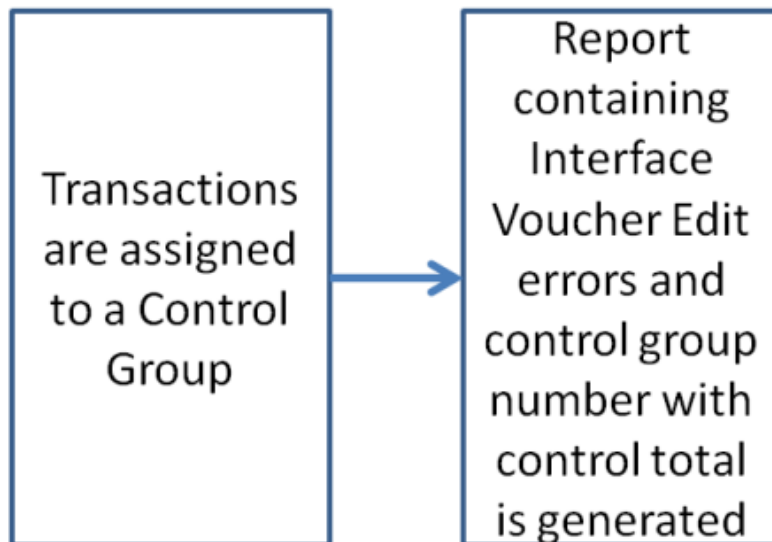 Transactions
are assigned
to a Control
Group
Report
containing
Interface
Voucher Edit
errors and
control group
number with
control total
is generated